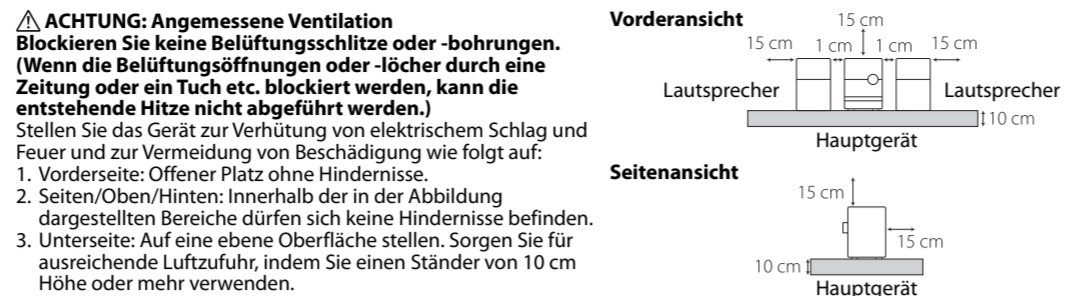 ⚠ ACHTUNG: Angemessene Ventilation
Blockieren Sie keine Belüftungsschlitze oder -bohrungen.
(Wenn die Belüftungsöffnungen oder -löcher durch eine
Zeitung oder ein Tuch etc. blockiert werden, kann die
entstehende Hitze nicht abgeführt werden.)
Stellen Sie das Gerät zur Verhütung von elektrischem Schlag und
Feuer und zur Vermeidung von Beschädigung wie folgt auf:
1. Vorderseite: Offener Platz ohne Hindernisse.
2. Seiten/Oben/Hinten: Innerhalb der in der Abbildung
dargestellten Bereiche dürfen sich keine Hindernisse befinden.
3. Unterseite: Auf eine ebene Oberfläche stellen. Sorgen Sie für
ausreichende Luftzufuhr, indem Sie einen Ständer von 10 cm
Höhe oder mehr verwenden.
Vorderansicht
15 cm
15 cm 1 cm 1 cm 15 cm
Lautsprecher Lautsprecher
10 cm
Hauptgerät
Seitenansicht
15 cm
15 cm
10 cm
Hauptgerät